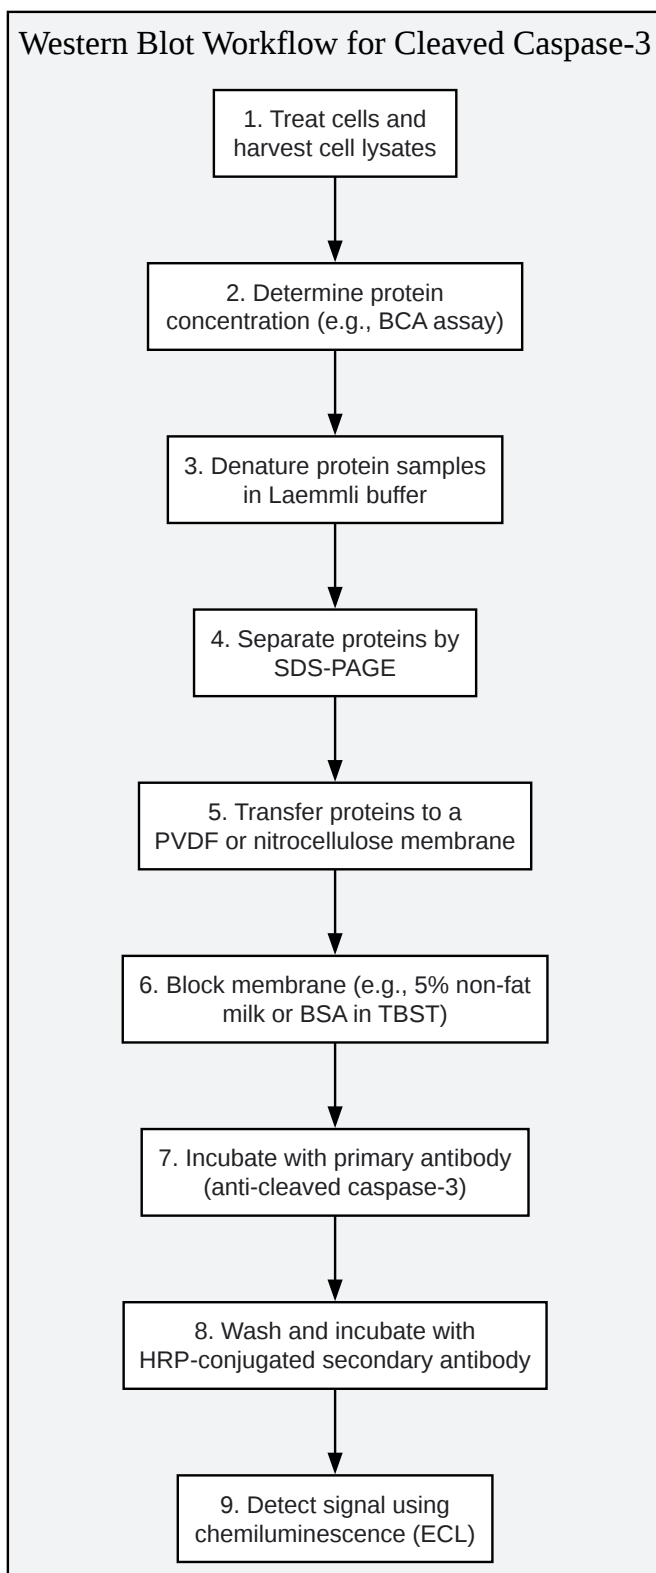 Western Blot Workflow for Cleaved Caspase-3
1. Treat cells and
harvest cell lysates
2. Determine protein
concentration (e.g., BCA assay)
3. Denature protein samples
in Laemmli buffer
4. Separate proteins by
SDS-PAGE
5. Transfer proteins to a
PVDF or nitrocellulose membrane
6. Block membrane (e.g., 5% non-fat
milk or BSA in TBST)
7. Incubate with primary antibody
(anti-cleaved caspase-3)
8. Wash and incubate with
HRP-conjugated secondary antibody
9. Detect signal using
chemiluminescence (ECL)